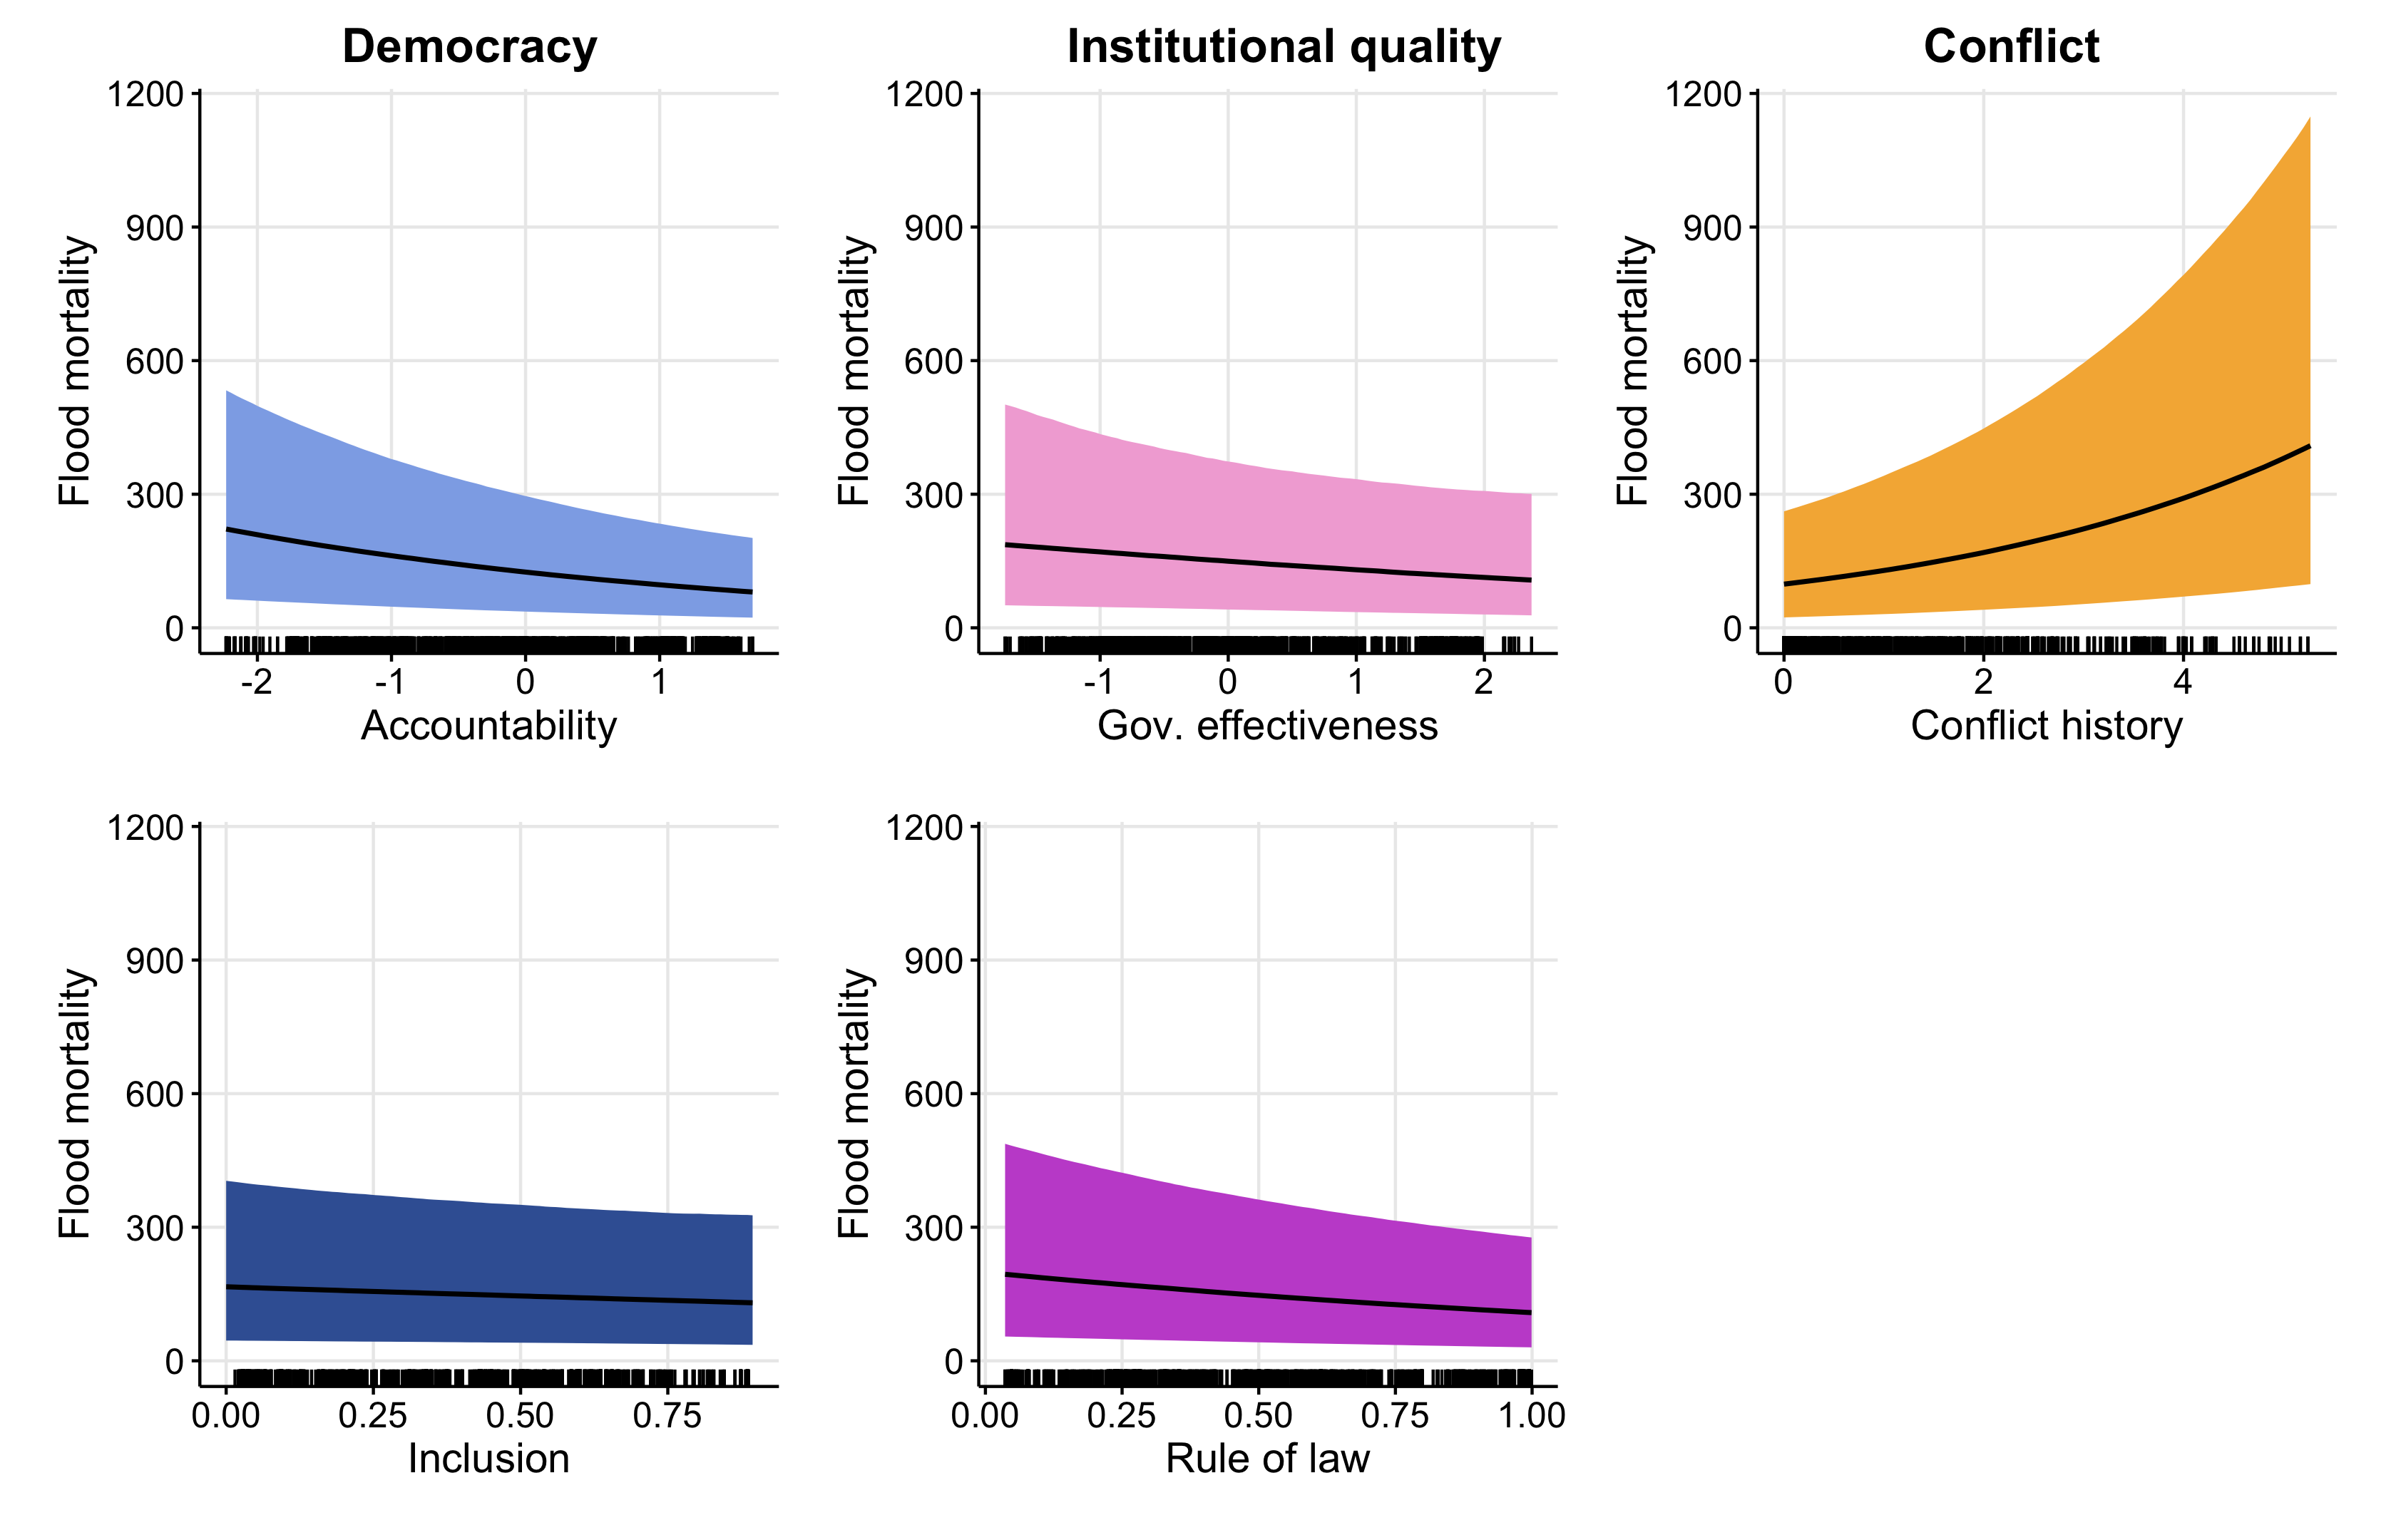 Democracy
1200
900
600
300
0
Flood mortality
-2 -1 0 1
Accountability
Institutional quality
1200
900
600
300
0
Flood mortality
-1 0 1 2
Gov. effectiveness
Conflict
1200
900
600
300
0
Flood mortality
0 2 4
Conflict history
1200
900
600
300
0
Flood mortality
0.00 0.25 0.50 0.75
Inclusion
1200
900
600
300
0
Flood mortality
0.00 0.25 0.50 0.75 1.00
Rule of law